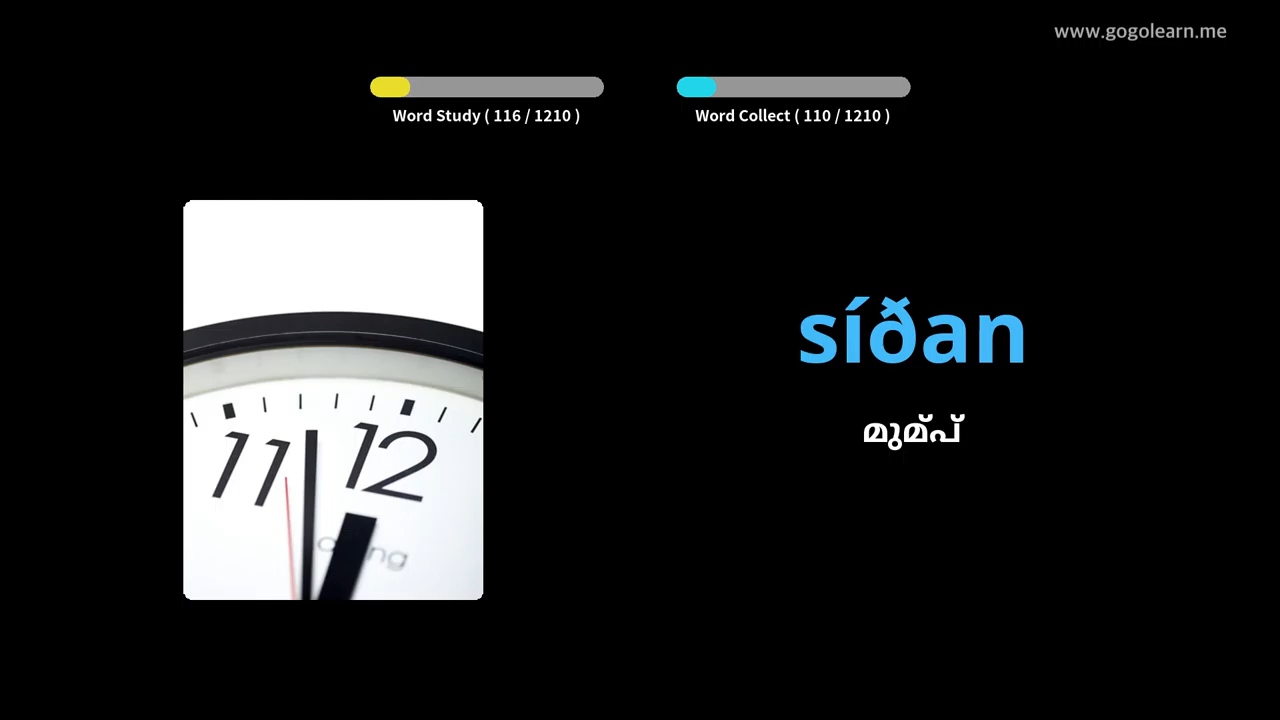 www.gogolearn.me
Word Study ( 116 / 1210 )
Word Collect ( 110 / 1210 )
11 12
síðan
മുമ്പ്